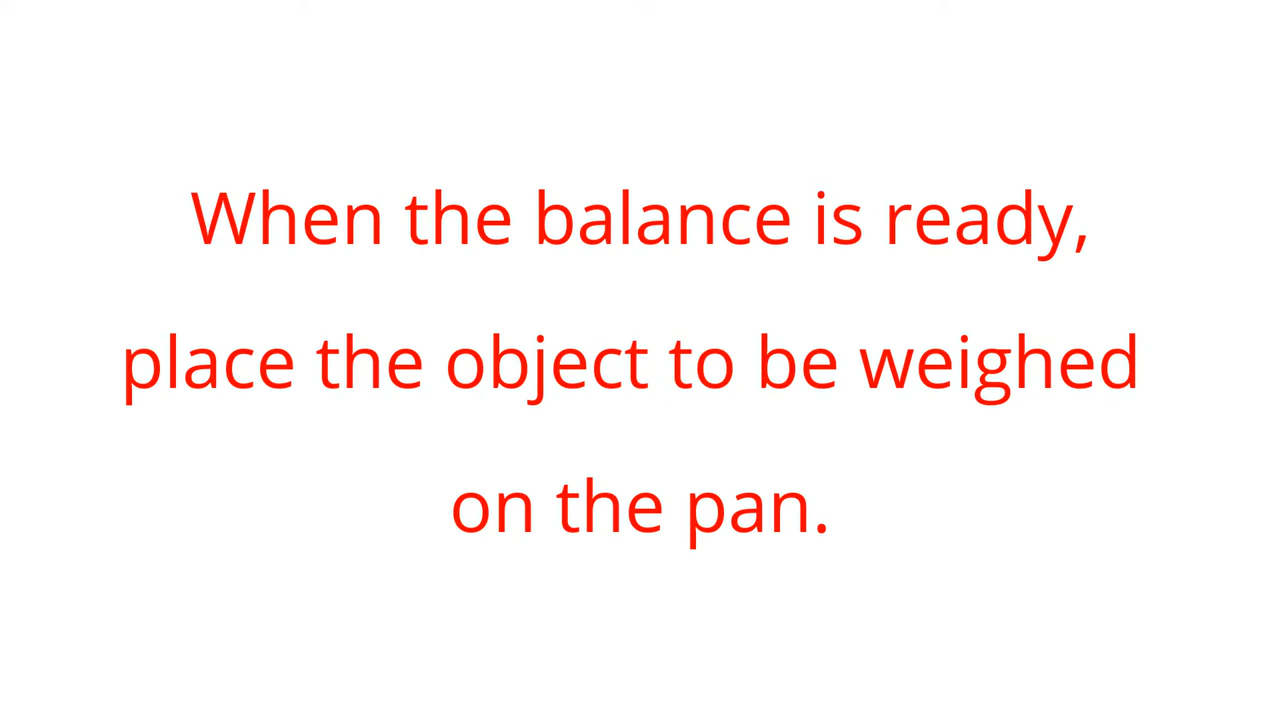 When the balance is ready,
place the object to be weighed
on the pan.